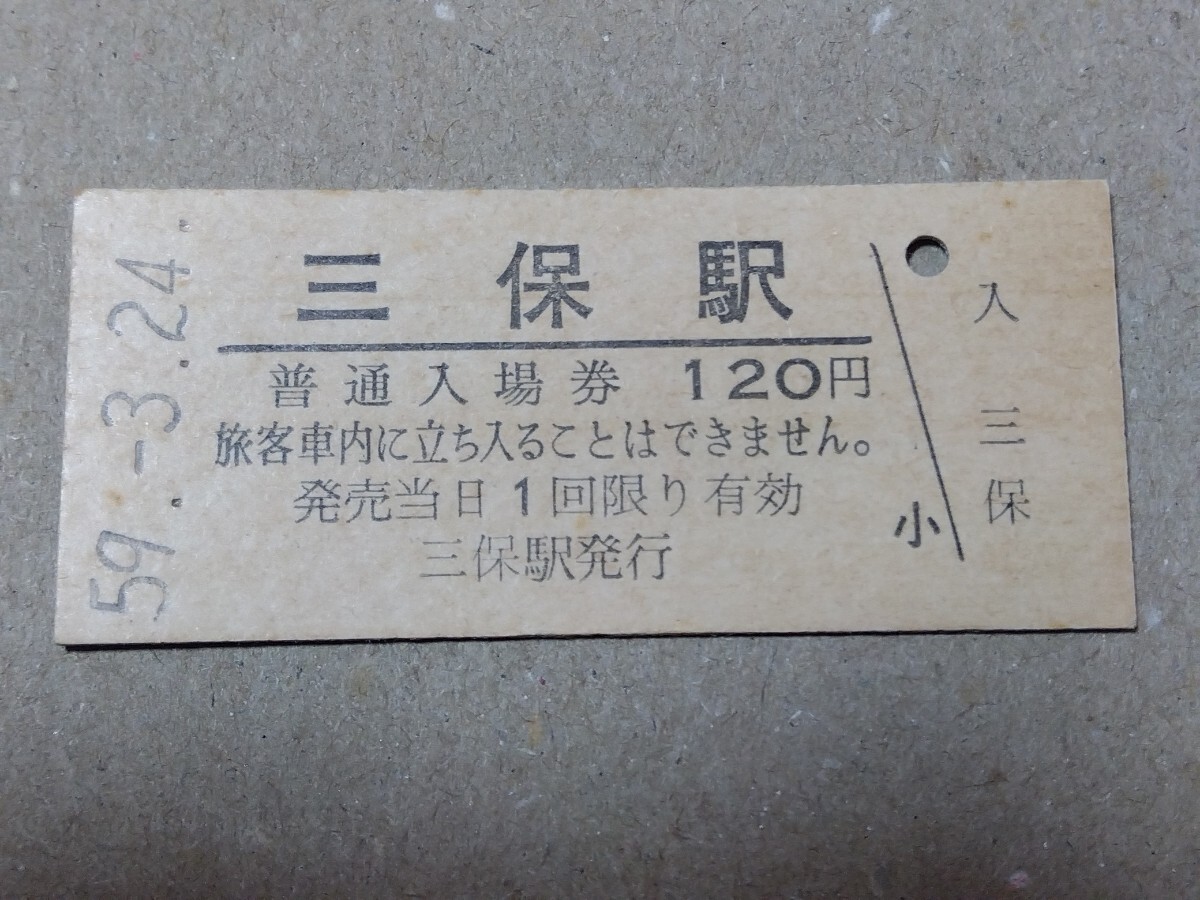 59.-3.24.
三保駅
普通入場券 120円
旅客車内に立ち入ることはできません。
発売当日1回限り有効
三保駅発行
小
入
三保